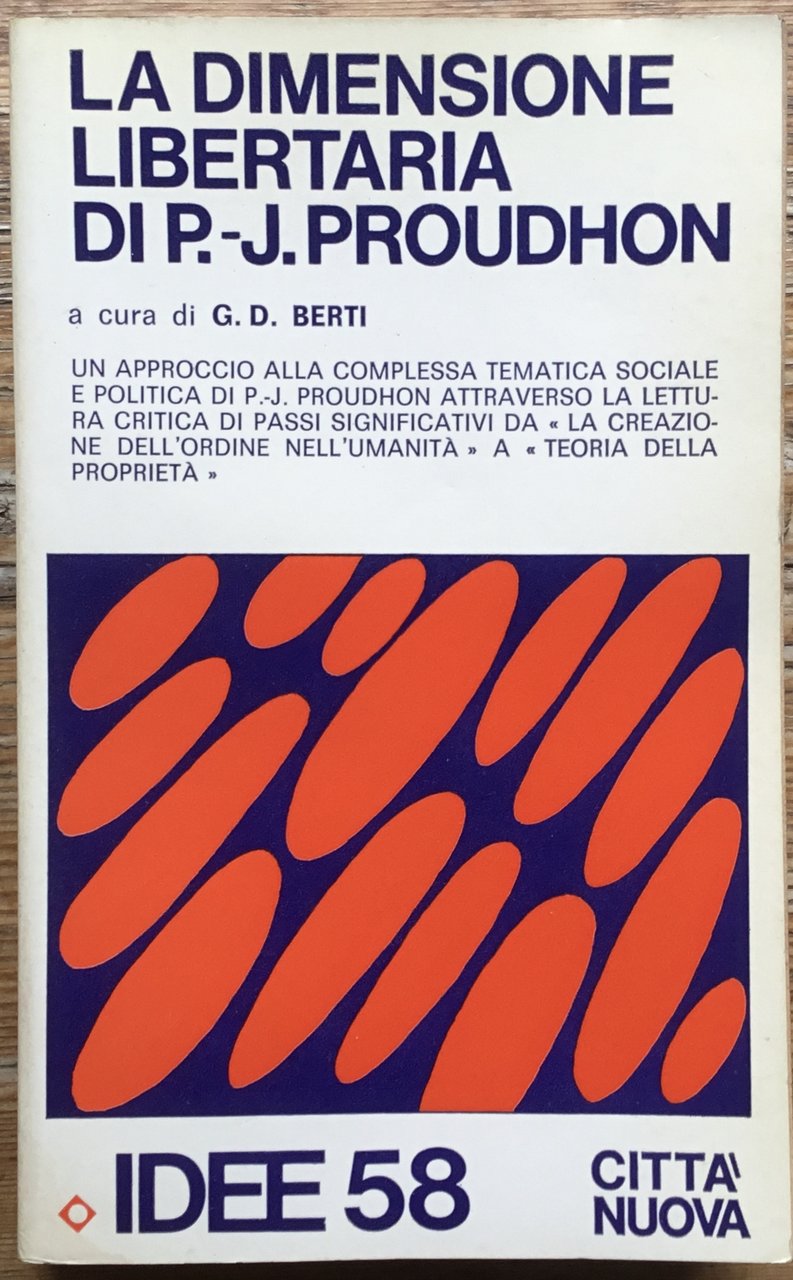 LA DIMENSIONE
LIBERTARIA
DI P.-J. PROUDHON
a cura di G. D. BERTI
UN APPROCCIO ALLA COMPLESSA TEMATICA SOCIALE
E POLITICA DI P.-J. PROUDHON ATTRAVERSO LA LETTU-
RA CRITICA DI PASSI SIGNIFICATIVI DA « LA CREAZIO-
NE DELL'ORDINE NELL'UMANITÀ » A « TEORIA DELLA
PROPRIETÀ »
IDEE 58
CITTA'
NUOVA